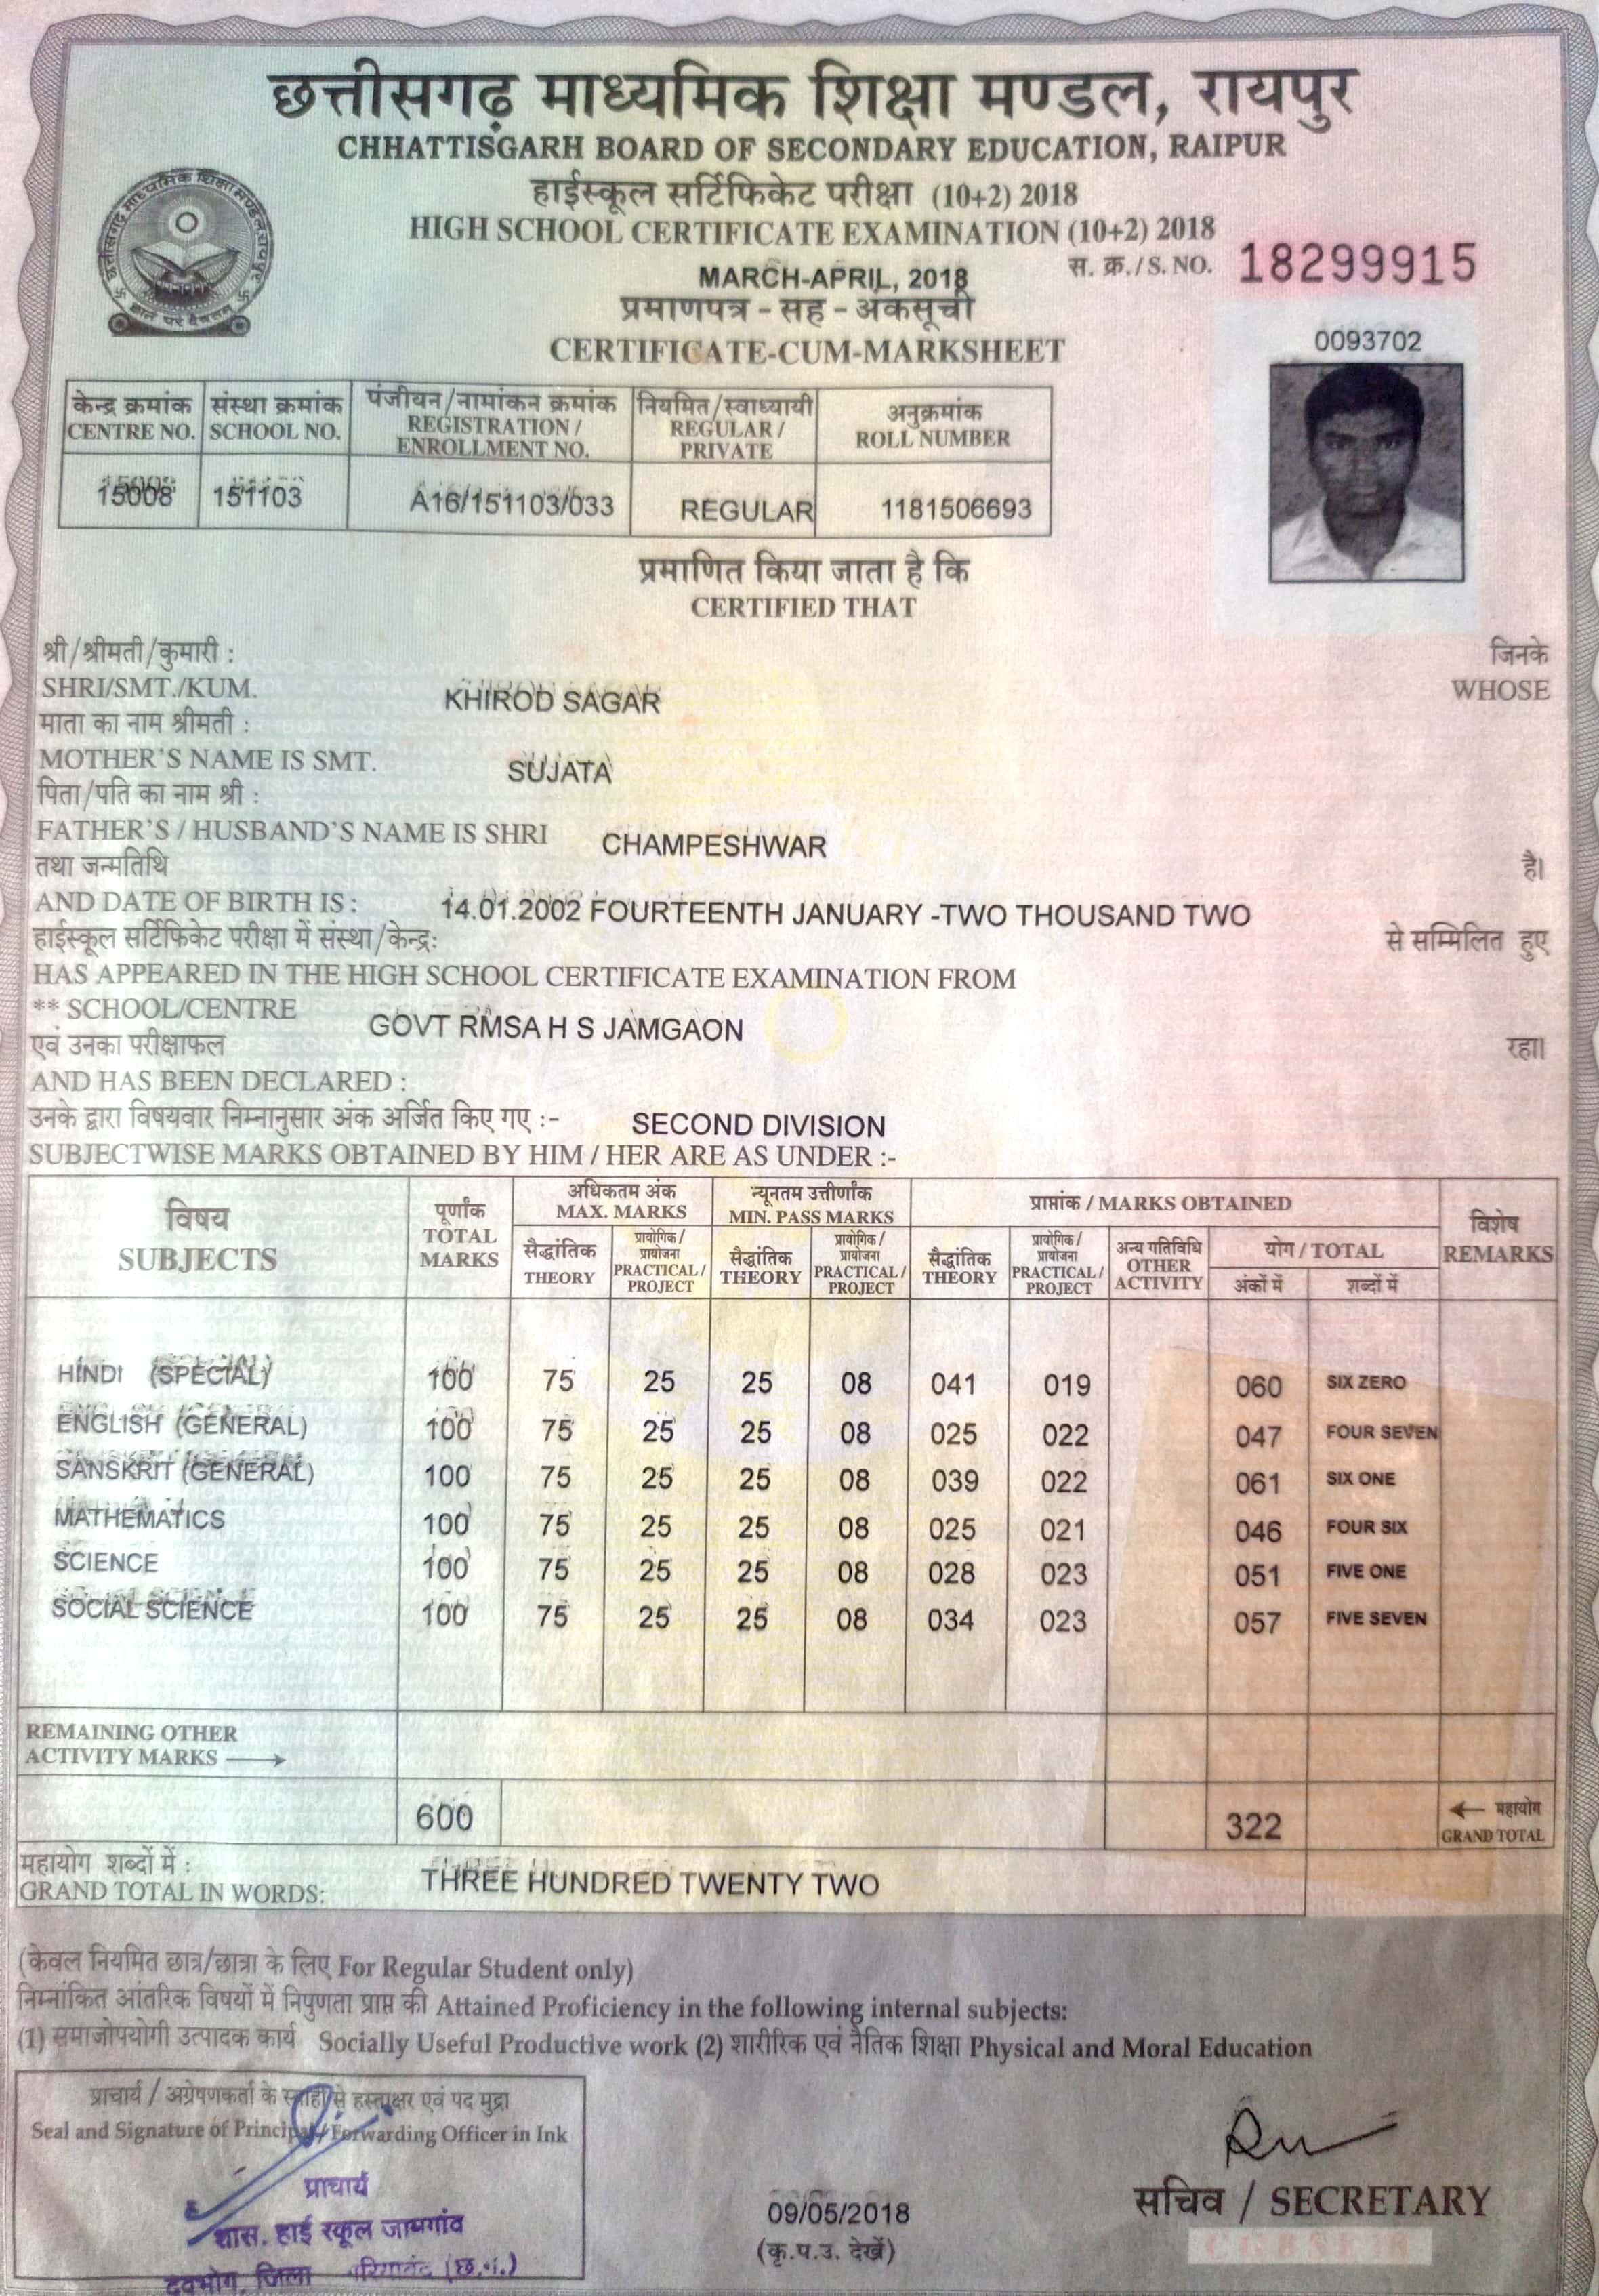 छत्तीसगढ़ माध्यमिक शिक्षा मण्डल, रायपुर
CHHATTISGARH BOARD OF SECONDARY EDUCATION, RAIPUR
हाईस्कूल सर्टिफिकेट परीक्षा (10+2) 2018
HIGH SCHOOL CERTIFICATE EXAMINATION (10+2) 2018
MARCH-APRIL, 2018
स. क्र./S. NO. 18299915
प्रमाणपत्र - सह - अंकसूची
CERTIFICATE-CUM-MARKSHEET
0093702
केन्द्र क्रमांक संस्था क्रमांक पंजीयन/नामांकन क्रमांक नियमित/स्वाध्यायी अनुक्रमांक
CENTRE NO. SCHOOL NO. REGISTRATION / ENROLLMENT NO. REGULAR / PRIVATE ROLL NUMBER
15008 151103 A16/151103/033 REGULAR 1181506693
प्रमाणित किया जाता है कि
CERTIFIED THAT
श्री/श्रीमती/कुमारी : जिनके
SHRI/SMT./KUM. KHIROD SAGAR WHOSE
माता का नाम श्रीमती :
MOTHER'S NAME IS SMT. SUJATA
पिता/पति का नाम श्री :
FATHER'S / HUSBAND'S NAME IS SHRI CHAMPESHWAR
तथा जन्मतिथि है।
AND DATE OF BIRTH IS : 14.01.2002 FOURTEENTH JANUARY -TWO THOUSAND TWO
हाईस्कूल सर्टिफिकेट परीक्षा में संस्था/केन्द्र: से सम्मिलित हुए
HAS APPEARED IN THE HIGH SCHOOL CERTIFICATE EXAMINATION FROM
** SCHOOL/CENTRE GOVT RMSA H S JAMGAON
एवं उनका परीक्षाफल रहा।
AND HAS BEEN DECLARED :
उनके द्वारा विषयवार निम्नानुसार अंक अर्जित किए गए :- SECOND DIVISION
SUBJECTWISE MARKS OBTAINED BY HIM / HER ARE AS UNDER :-
विषय पूर्णांक अधिकतम अंक न्यूनतम उत्तीर्णांक प्राप्तांक / MARKS OBTAINED विशेष
SUBJECTS TOTAL MARKS MAX. MARKS MIN. PASS MARKS REMARKS
सैद्धांतिक प्रायोगिक / प्रायोजना सैद्धांतिक प्रायोगिक / प्रायोजना सैद्धांतिक प्रायोगिक / प्रायोजना अन्य गतिविधि योग / TOTAL
THEORY PRACTICAL / PROJECT THEORY PRACTICAL / PROJECT THEORY PRACTICAL / PROJECT OTHER ACTIVITY अंकों में शब्दों में
HINDI (SPECIAL) 100 75 25 25 08 041 019 060 SIX ZERO
ENGLISH (GENERAL) 100 75 25 25 08 025 022 047 FOUR SEVEN
SANSKRIT (GENERAL) 100 75 25 25 08 039 022 061 SIX ONE
MATHEMATICS 100 75 25 25 08 025 021 046 FOUR SIX
SCIENCE 100 75 25 25 08 028 023 051 FIVE ONE
SOCIAL SCIENCE 100 75 25 25 08 034 023 057 FIVE SEVEN
REMAINING OTHER
ACTIVITY MARKS →
600 322 ← महायोग
GRAND TOTAL
महायोग शब्दों में :
GRAND TOTAL IN WORDS: THREE HUNDRED TWENTY TWO
(केवल नियमित छात्र/छात्रा के लिए For Regular Student only)
निम्नांकित आंतरिक विषयों में निपुणता प्राप्त की Attained Proficiency in the following internal subjects:
(1) समाजोपयोगी उत्पादक कार्य Socially Useful Productive work (2) शारीरिक एवं नैतिक शिक्षा Physical and Moral Education
प्राचार्य / अग्रेषणकर्ता के स्याही से हस्ताक्षर एवं पद मुद्रा
Seal and Signature of Principal / Forwarding Officer in Ink
प्राचार्य
शास. हाई स्कूल जामगांव
देवभोग, जिला (छ.ग.)
09/05/2018
(कृ.प.उ. देखें)
सचिव / SECRETARY